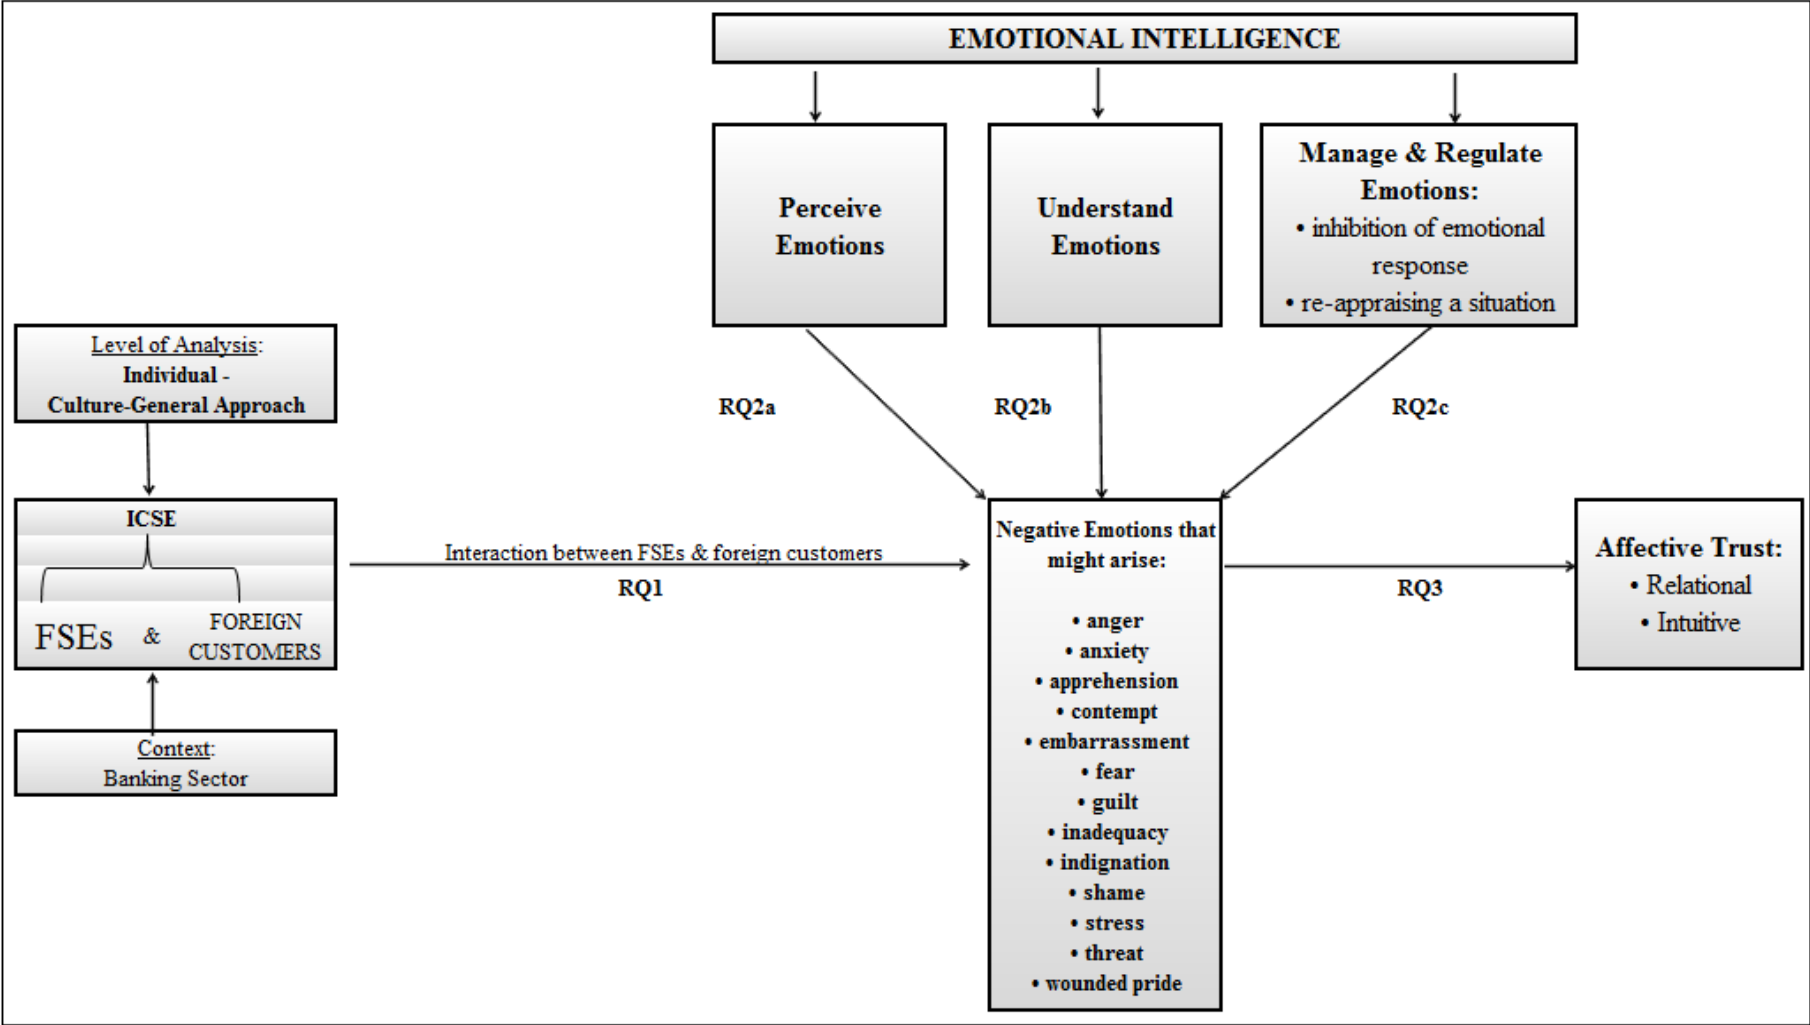 EMOTIONAL INTELLIGENCE
Perceive
Emotions
Understand
Emotions
Manage & Regulate
Emotions:
• inhibition of emotional
response
• re-appraising a situation
Level of Analysis:
Individual -
Culture-General Approach
RQ2a
RQ2b
RQ2c
ICSE
FSEs & FOREIGN
CUSTOMERS
Context:
Banking Sector
Interaction between FSEs & foreign customers
RQ1
Negative Emotions that
might arise:
• anger
• anxiety
• apprehension
• contempt
• embarrassment
• fear
• guilt
• inadequacy
• indignation
• shame
• stress
• threat
• wounded pride
RQ3
Affective Trust:
• Relational
• Intuitive